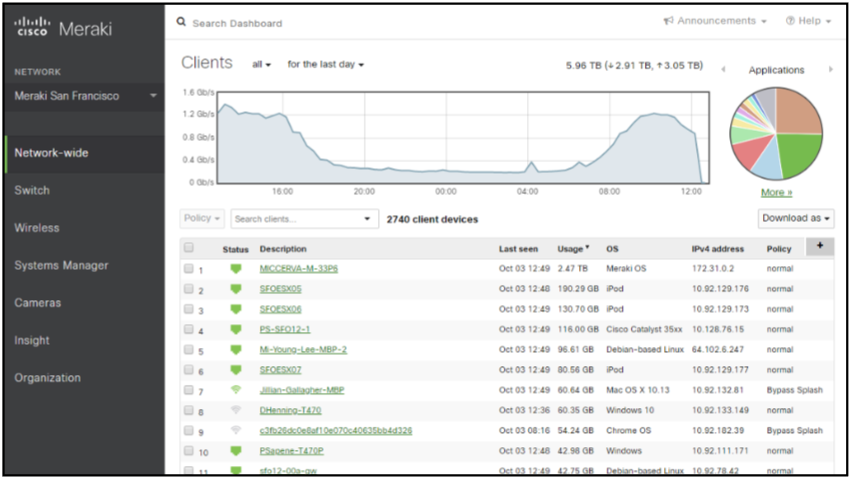 CISCO Meraki
Search Dashboard
Announcements
Help
NETWORK
Meraki San Francisco
Network-wide
Switch
Wireless
Systems Manager
Cameras
Insight
Organization
Clients all for the last day 5.96 TB (↓2.91 TB, ↑3.05 TB) Applications
1.6 Gb/s
1.2 Gb/s
0.8 Gb/s
0.4 Gb/s
0 Gb/s
16:00 20:00 00:00 04:00 08:00 12:00
More »
Policy Search clients... 2740 client devices Download as
Status Description Last seen Usage OS IPv4 address Policy +
1 MICCERVA-M-33P6 Oct 03 12:49 2.47 TB Meraki OS 172.31.0.2 normal
2 SFOESX05 Oct 03 12:48 190.29 GB iPod 10.92.129.176 normal
3 SFOESX06 Oct 03 12:49 130.70 GB iPod 10.92.129.173 normal
4 PS-SFO12-1 Oct 03 12:49 116.00 GB Cisco Catalyst 35xx 10.128.76.15 normal
5 Mi-Young-Lee-MBP-2 Oct 03 12:49 96.61 GB Debian-based Linux 64.102.6.247 normal
6 SFOESX07 Oct 03 12:49 80.56 GB iPod 10.92.129.177 normal
7 Jillian-Gallagher-MBP Oct 03 12:49 60.64 GB Mac OS X 10.13 10.92.132.81 Bypass Splash
8 DHenning-T470 Oct 03 12:36 60.35 GB Windows 10 10.92.133.149 normal
9 c3fb26dc0e8af10e070c40635bb4d326 Oct 03 08:16 54.24 GB Chrome OS 10.92.182.39 Bypass Splash
10 PSapene-T470P Oct 03 12:48 42.98 GB Windows 10.92.111.171 normal
11 sfo12-00a-gw Oct 03 12:49 42.75 GB Debian-based Linux 10.92.78.42 normal